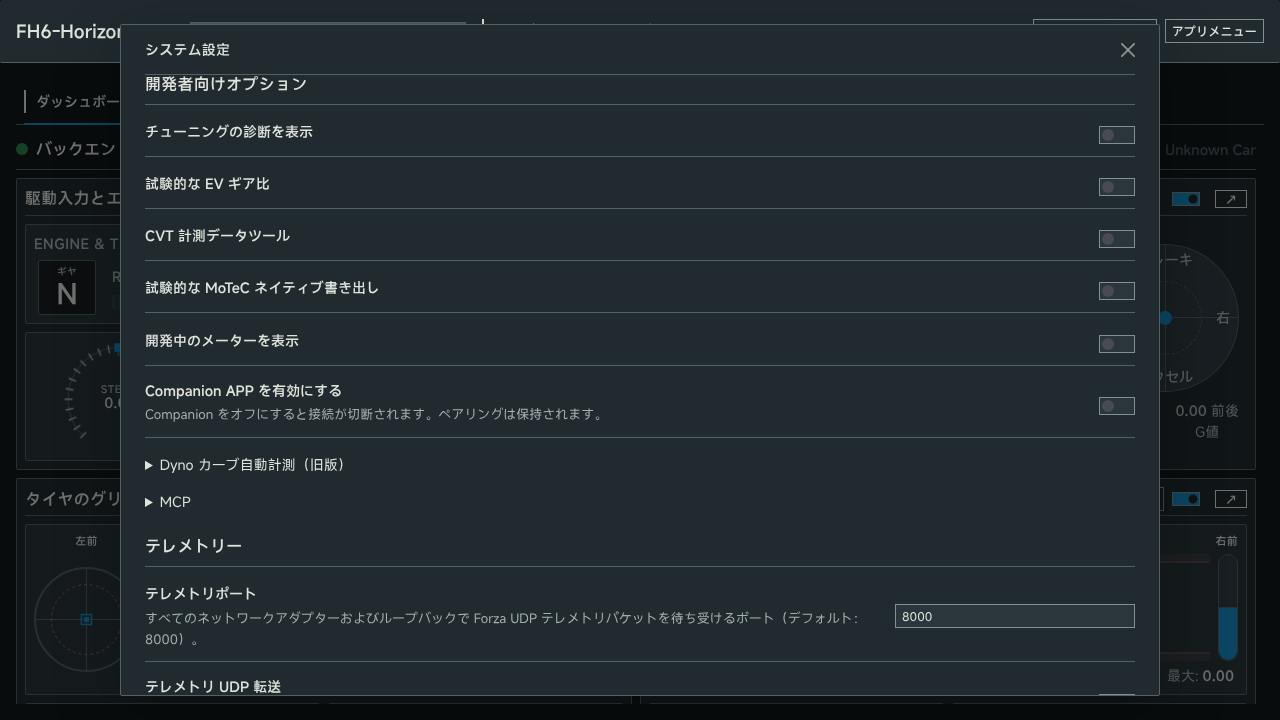 FH6-Horizon
アプリメニュー
システム設定
開発者向けオプション
ダッシュボー
チューニングの診断を表示
バックエン
Unknown Car
試験的な EV ギア比
駆動入力とエ
CVT 計測データツール
ENGINE & T
ギヤ
N
R
レーキ
試験的な MoTeC ネイティブ書き出し
右
開発中のメーターを表示
クセル
STE
0.0
Companion APP を有効にする
Companion をオフにすると接続が切断されます。ペアリングは保持されます。
0.00 前後
G値
Dyno カーブ自動計測（旧版）
MCP
タイヤのグリ
左前
右前
テレメトリー
テレメトリポート
すべてのネットワークアダプターおよびループバックで Forza UDP テレメトリパケットを待ち受けるポート（デフォルト:
8000）。
8000
最大: 0.00
テレメトリ UDP 転送